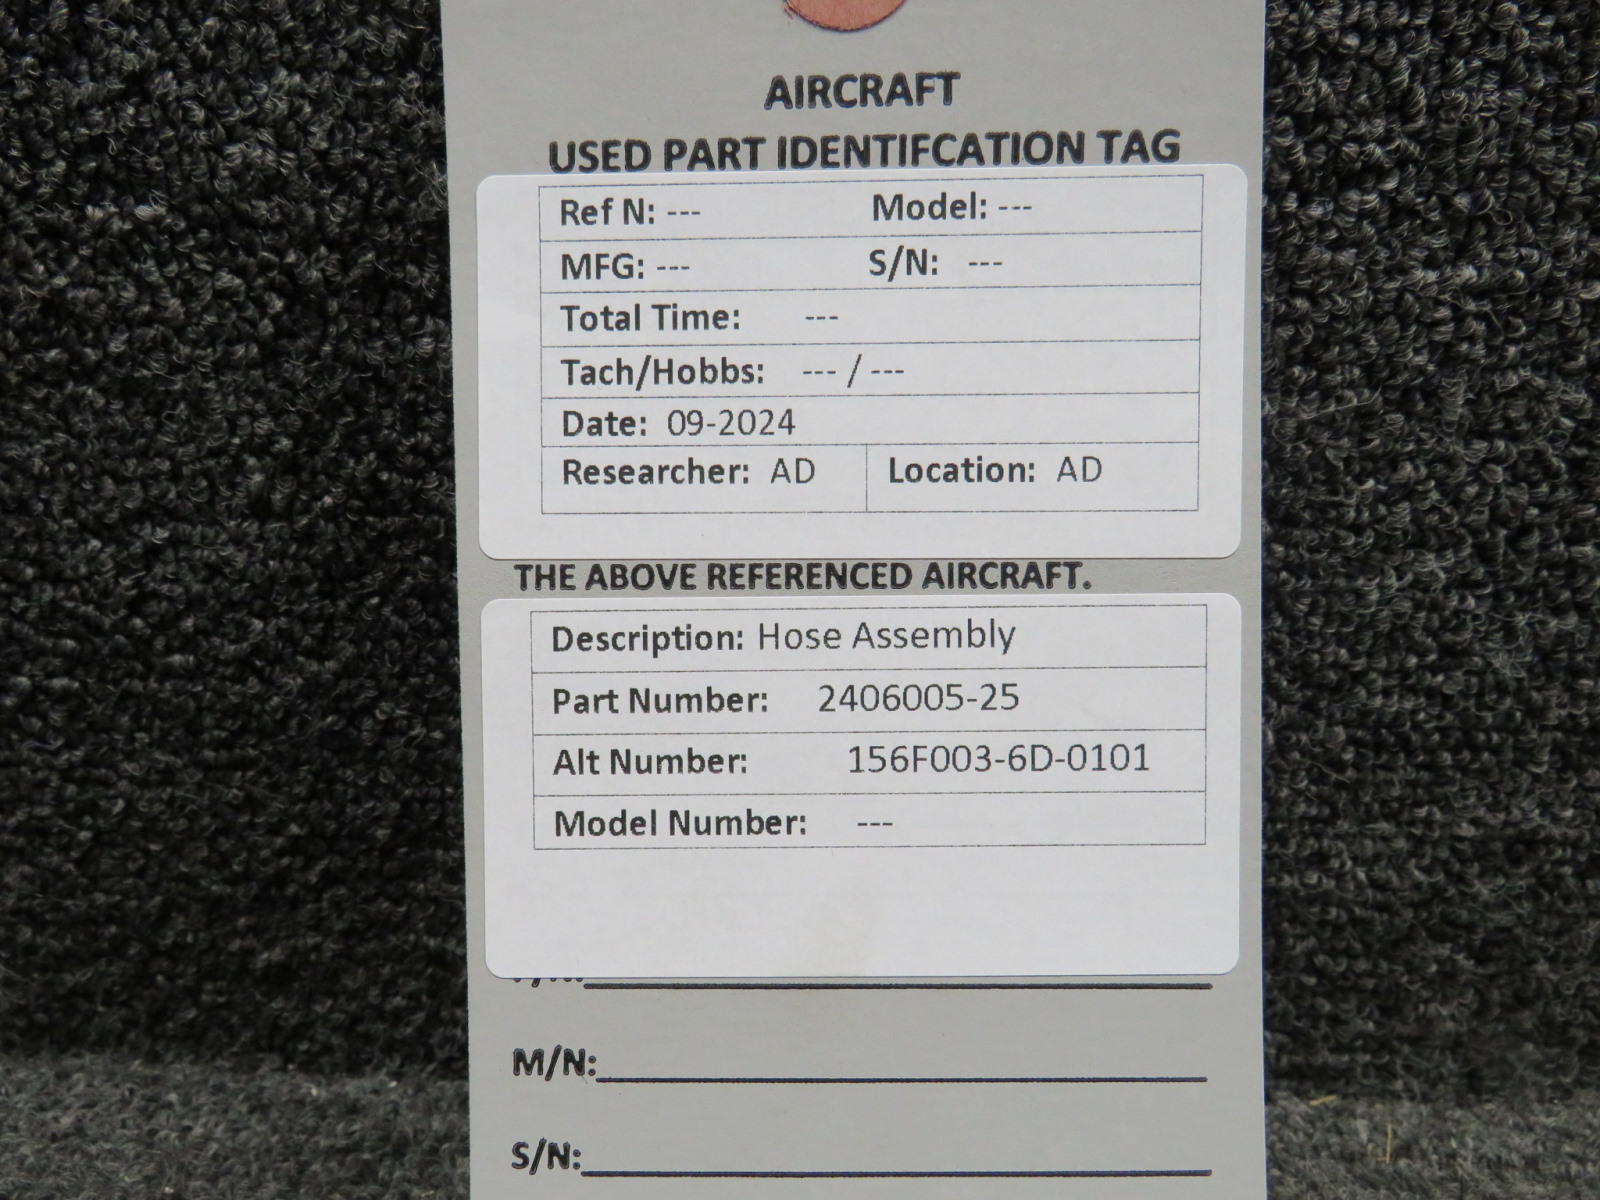 AIRCRAFT
USED PART IDENTIFCATION TAG
Ref N: --- Model: ---
MFG: --- S/N: ---
Total Time: ---
Tach/Hobbs: --- / ---
Date: 09-2024
Researcher: AD Location: AD
THE ABOVE REFERENCED AIRCRAFT.
Description: Hose Assembly
Part Number: 2406005-25
Alt Number: 156F003-6D-0101
Model Number: ---
M/N:
S/N: